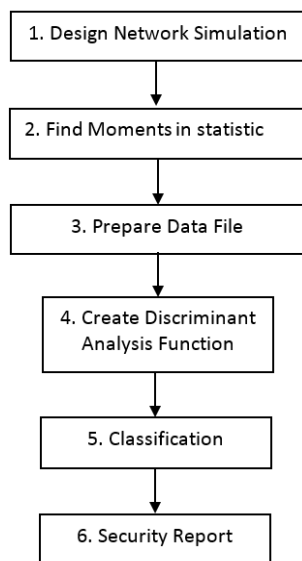 1. Design Network Simulation
2. Find Moments in statistic
3. Prepare Data File
4. Create Discriminant
Analysis Function
5. Classification
6. Security Report